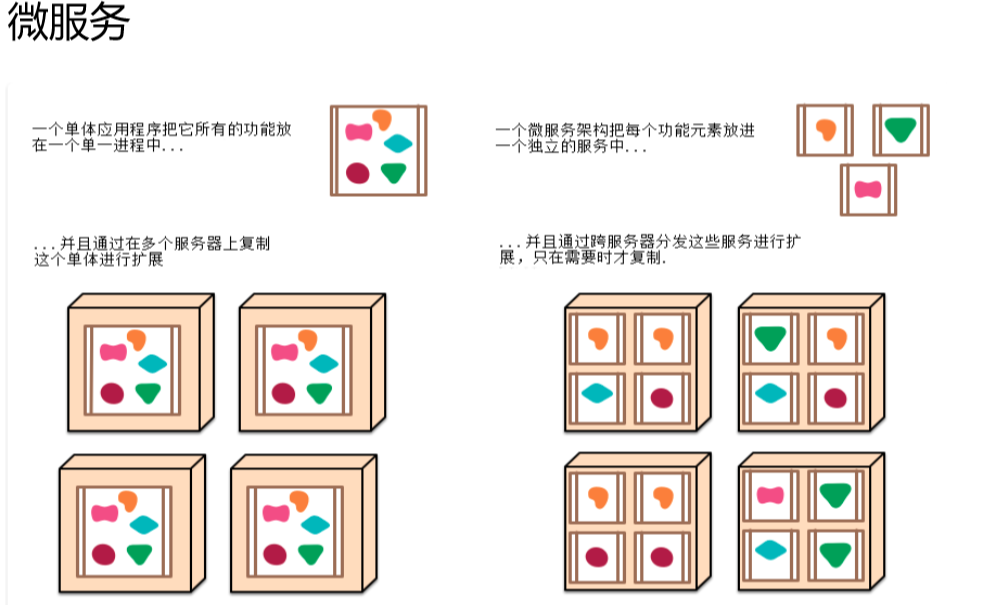 微服务
一个单体应用程序把它所有的功能放
在一个单一进程中...
一个微服务架构把每个功能元素放进
一个独立的服务中...
...并且通过在多个服务器上复制
这个单体进行扩展
...并且通过跨服务器分发这些服务进行扩
展，只在需要时才复制.